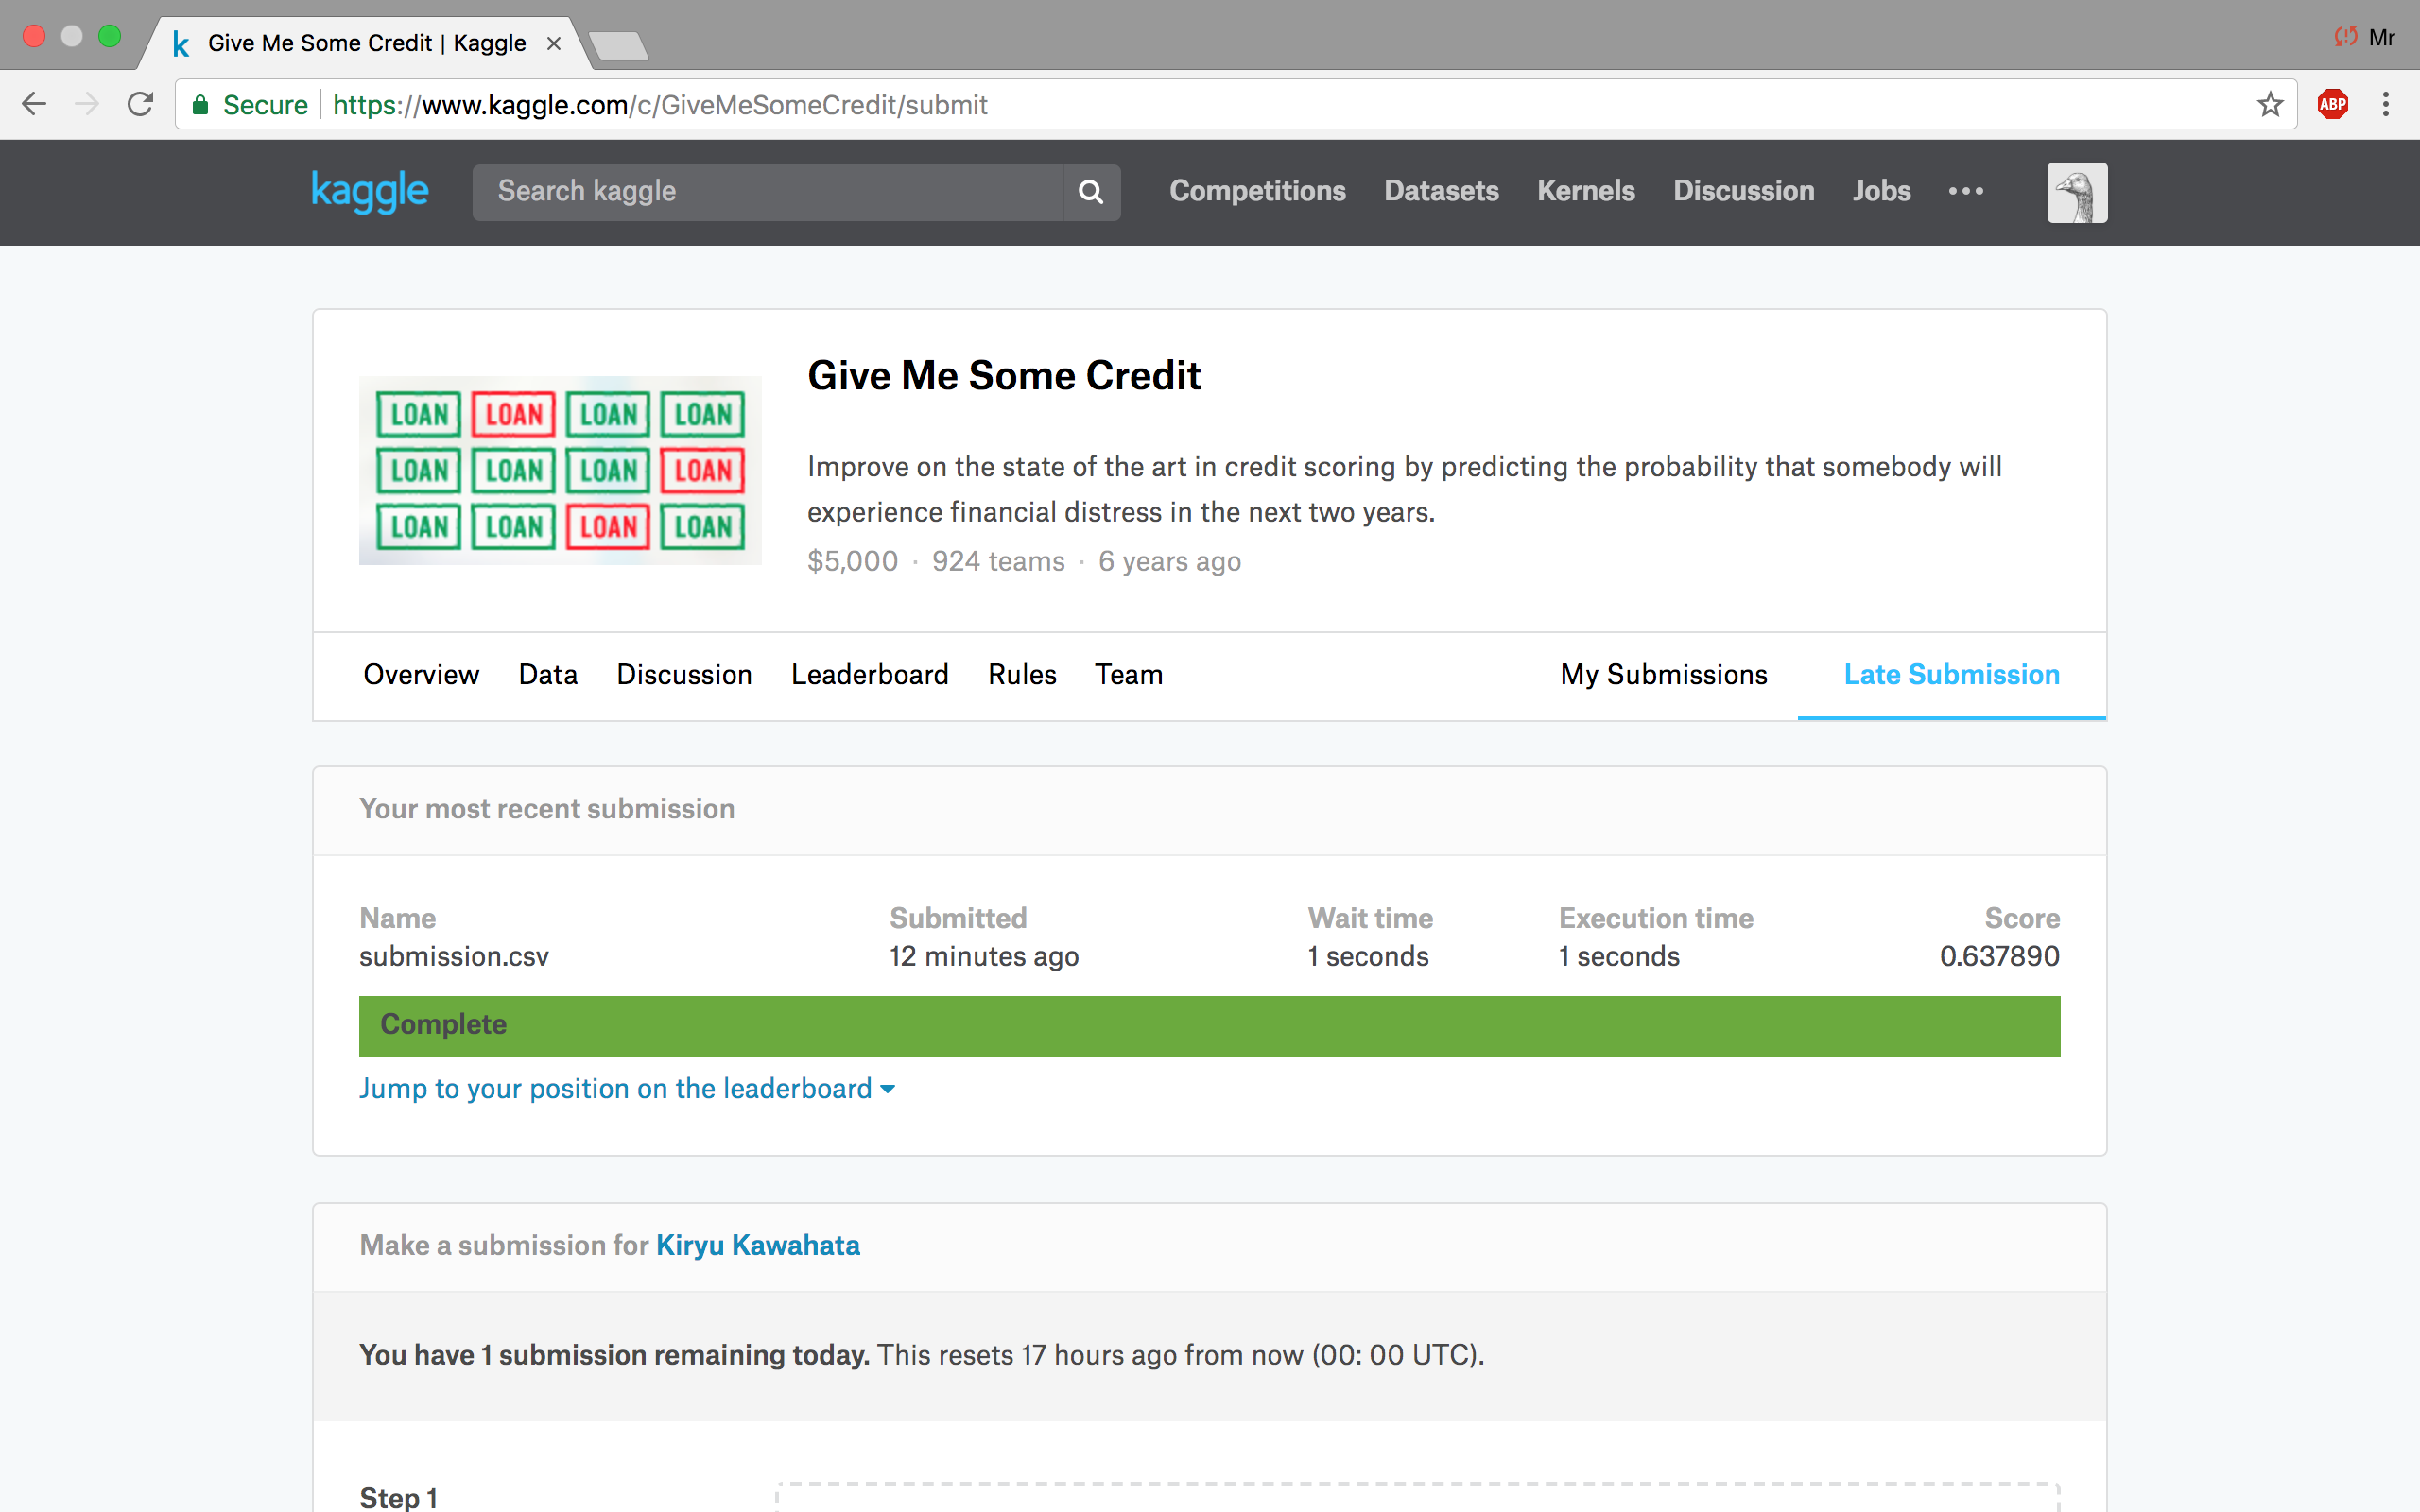 k Give Me Some Credit | Kaggle ×
Mr
Secure https://www.kaggle.com/c/GiveMeSomeCredit/submit
ABP
kaggle
Search kaggle
Competitions Datasets Kernels Discussion Jobs
LOAN LOAN LOAN LOAN
LOAN LOAN LOAN LOAN
LOAN LOAN LOAN LOAN
Give Me Some Credit
Improve on the state of the art in credit scoring by predicting the probability that somebody will
experience financial distress in the next two years.
$5,000 · 924 teams · 6 years ago
Overview Data Discussion Leaderboard Rules Team My Submissions Late Submission
Your most recent submission
Name Submitted Wait time Execution time Score
submission.csv 12 minutes ago 1 seconds 1 seconds 0.637890
Complete
Jump to your position on the leaderboard
Make a submission for Kiryu Kawahata
You have 1 submission remaining today. This resets 17 hours ago from now (00: 00 UTC).
Step 1